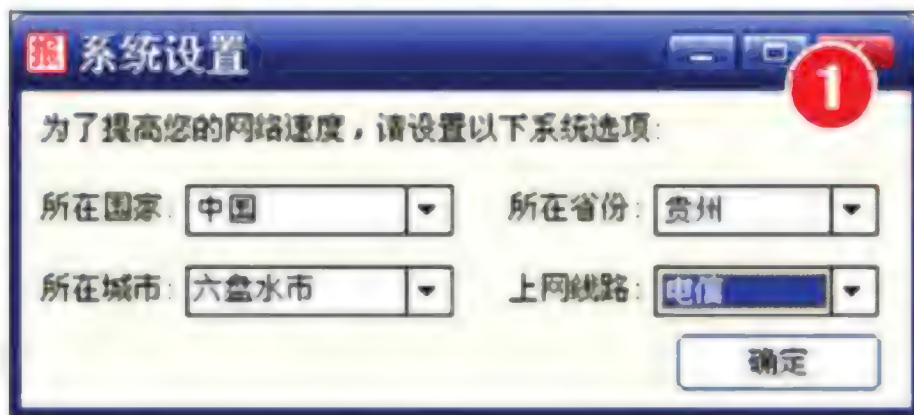 报 系统设置
1
为了提高您的网络速度，请设置以下系统选项:
所在国家: 中国 所在省份: 贵州
所在城市: 六盘水市 上网线路: 电信
确定